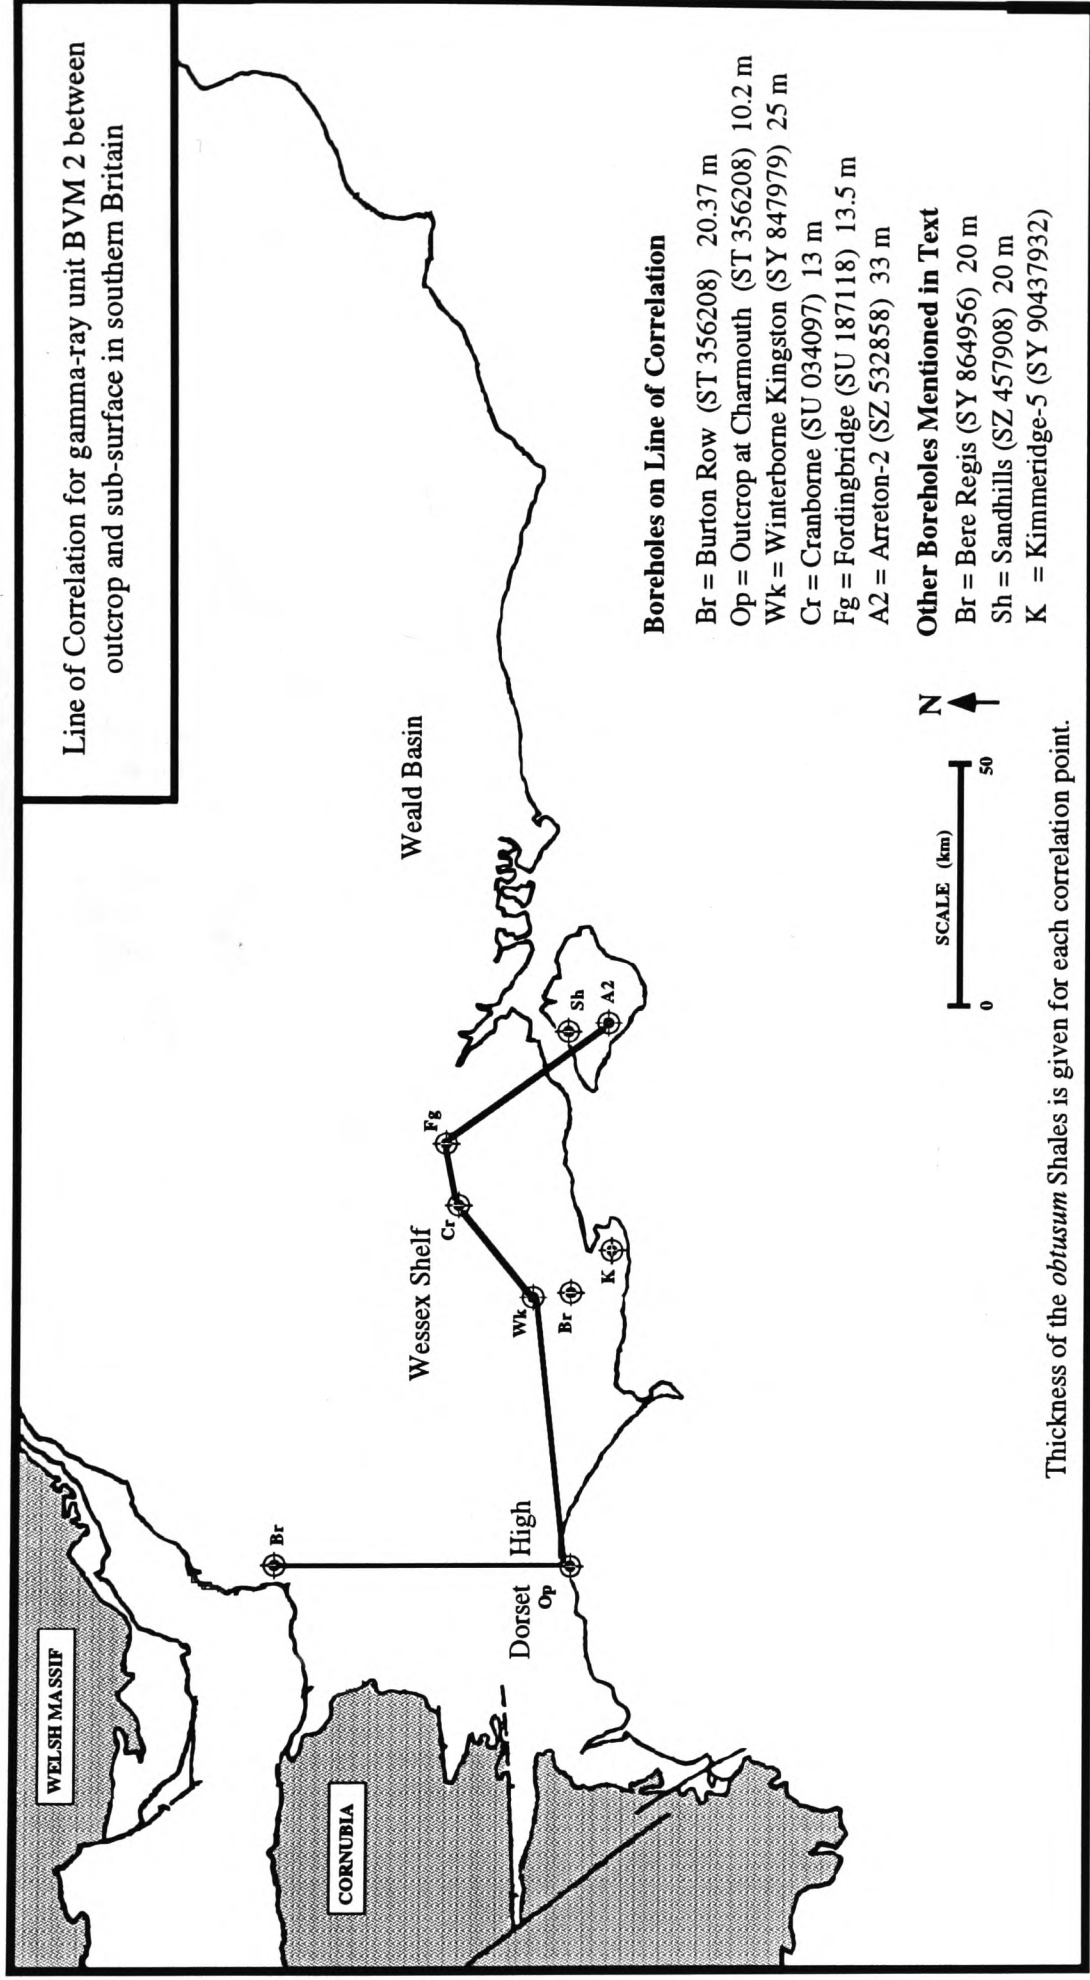 Line of Correlation for gamma-ray unit BVM 2 between
outcrop and sub-surface in southern Britain
WELSH MASSIF
CORNUBIA
Br
Dorset High
Op
Wessex Shelf
Wk
Br
K
Cr
Fg
Sh
A2
Weald Basin
Boreholes on Line of Correlation
Br = Burton Row (ST 356208) 20.37 m
Op = Outcrop at Charmouth (ST 356208) 10.2 m
Wk = Winterborne Kingston (SY 847979) 25 m
Cr = Cranborne (SU 034097) 13 m
Fg = Fordingbridge (SU 187118) 13.5 m
A2 = Arreton-2 (SZ 532858) 33 m
Other Boreholes Mentioned in Text
Br = Bere Regis (SY 864956) 20 m
Sh = Sandhills (SZ 457908) 20 m
K = Kimmeridge-5 (SY 90437932)
N
SCALE (km)
0 50
Thickness of the obtusum Shales is given for each correlation point.